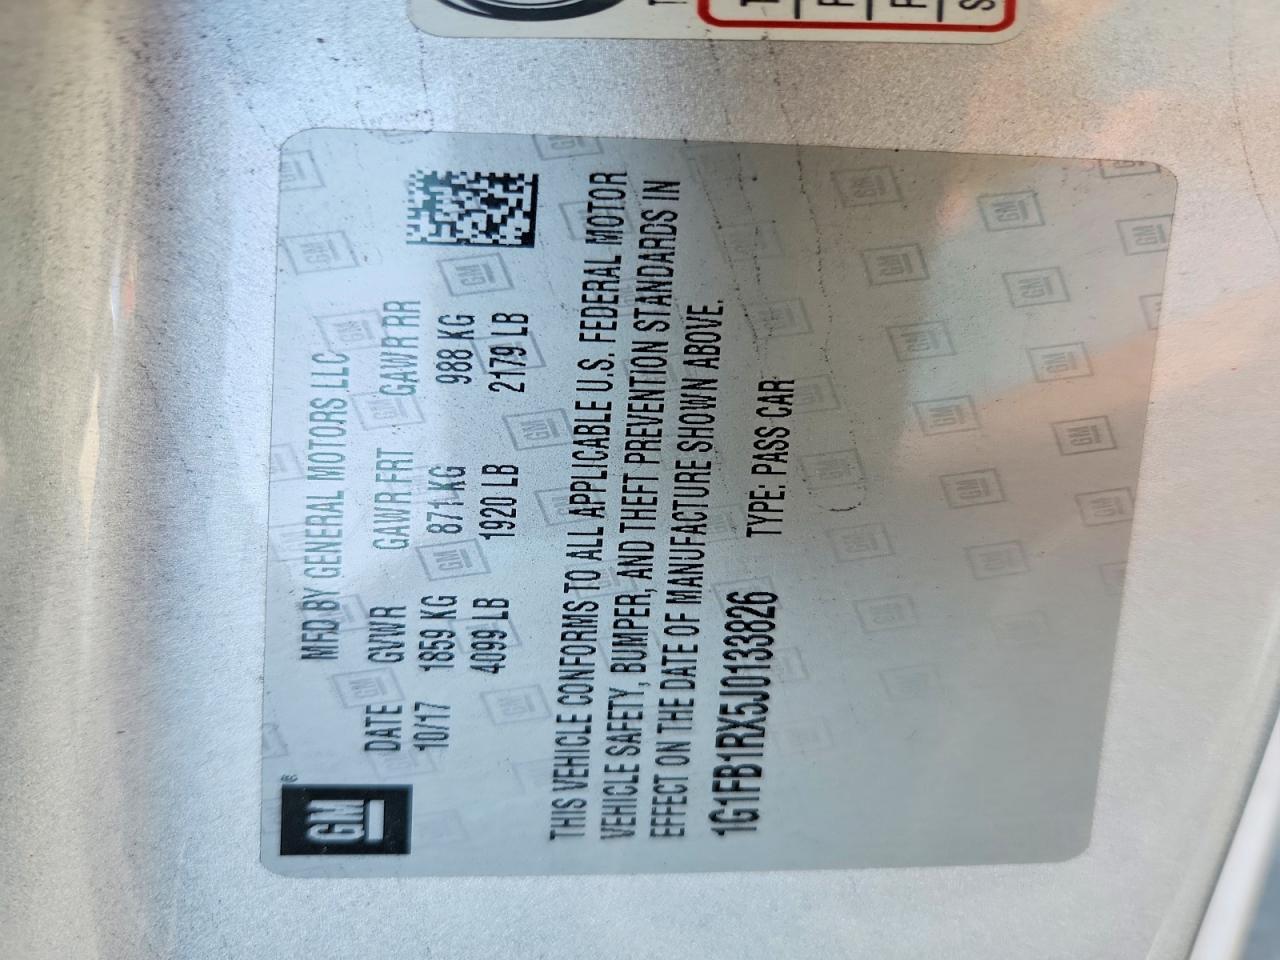 GM®
MFD BY GENERAL MOTORS LLC
DATE GVWR GAWR FRT GAWR RR
10/17 1859 KG 871 KG 988 KG
4099 LB 1920 LB 2179 LB
THIS VEHICLE CONFORMS TO ALL APPLICABLE U.S. FEDERAL MOTOR
VEHICLE SAFETY, BUMPER, AND THEFT PREVENTION STANDARDS IN
EFFECT ON THE DATE OF MANUFACTURE SHOWN ABOVE.
1G1FB1RX5J0133826 TYPE: PASS CAR